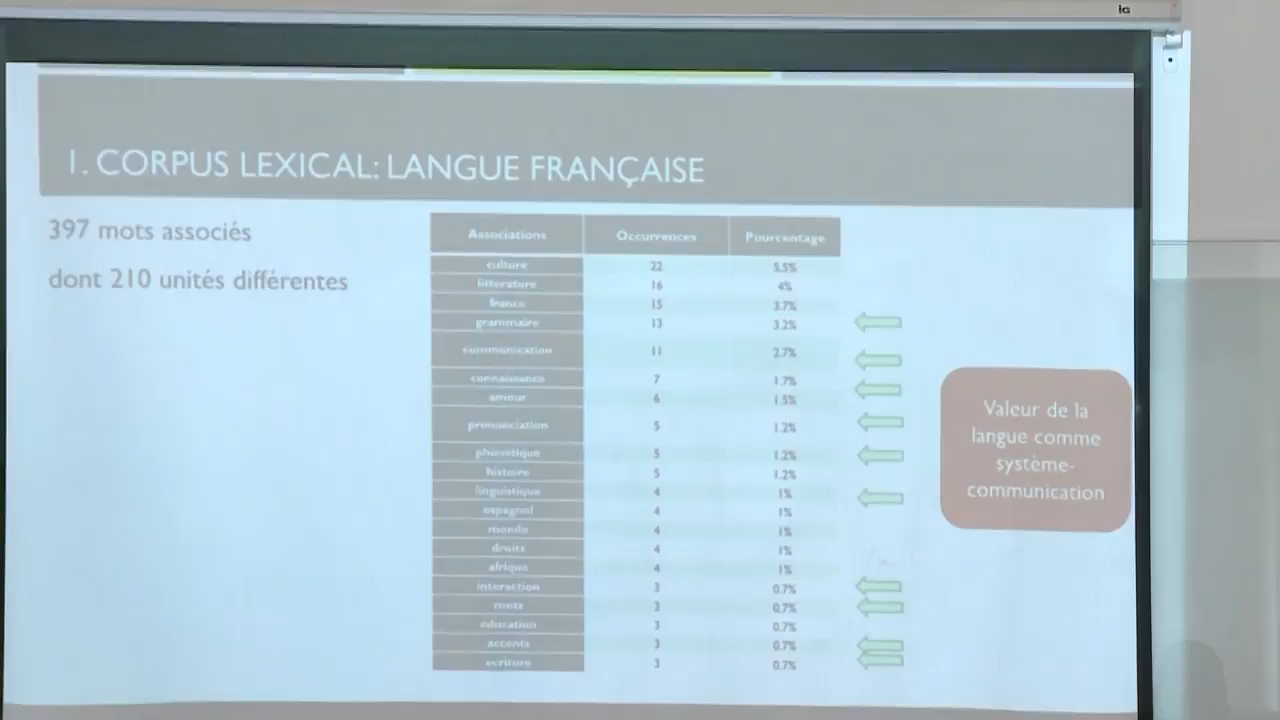 1. CORPUS LEXICAL: LANGUE FRANÇAISE
397 mots associés
dont 210 unités différentes
Associations Occurrences Pourcentage
culture 22 5.5%
litterature 16 4%
france 15 3.7%
grammaire 13 3.2%
communication 11 2.7%
connaissance 7 1.7%
amour 6 1.5%
prononciation 5 1.2%
phonetique 5 1.2%
histoire 5 1.2%
linguistique 4 1%
espagnol 4 1%
monde 4 1%
droits 4 1%
afrique 4 1%
interaction 3 0.7%
mots 3 0.7%
education 3 0.7%
accents 3 0.7%
ecriture 3 0.7%
Valeur de la
langue comme
système-
communication